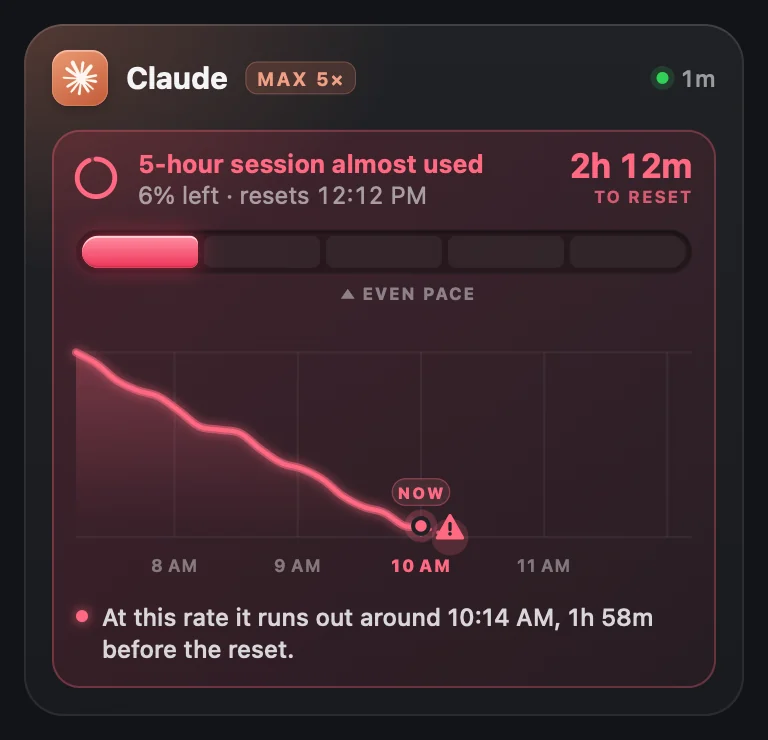 Claude
MAX 5×
1m
5-hour session almost used
2h 12m
6% left · resets 12:12 PM
TO RESET
▲ EVEN PACE
NOW
8 AM
9 AM
10 AM
11 AM
At this rate it runs out around 10:14 AM, 1h 58m
before the reset.